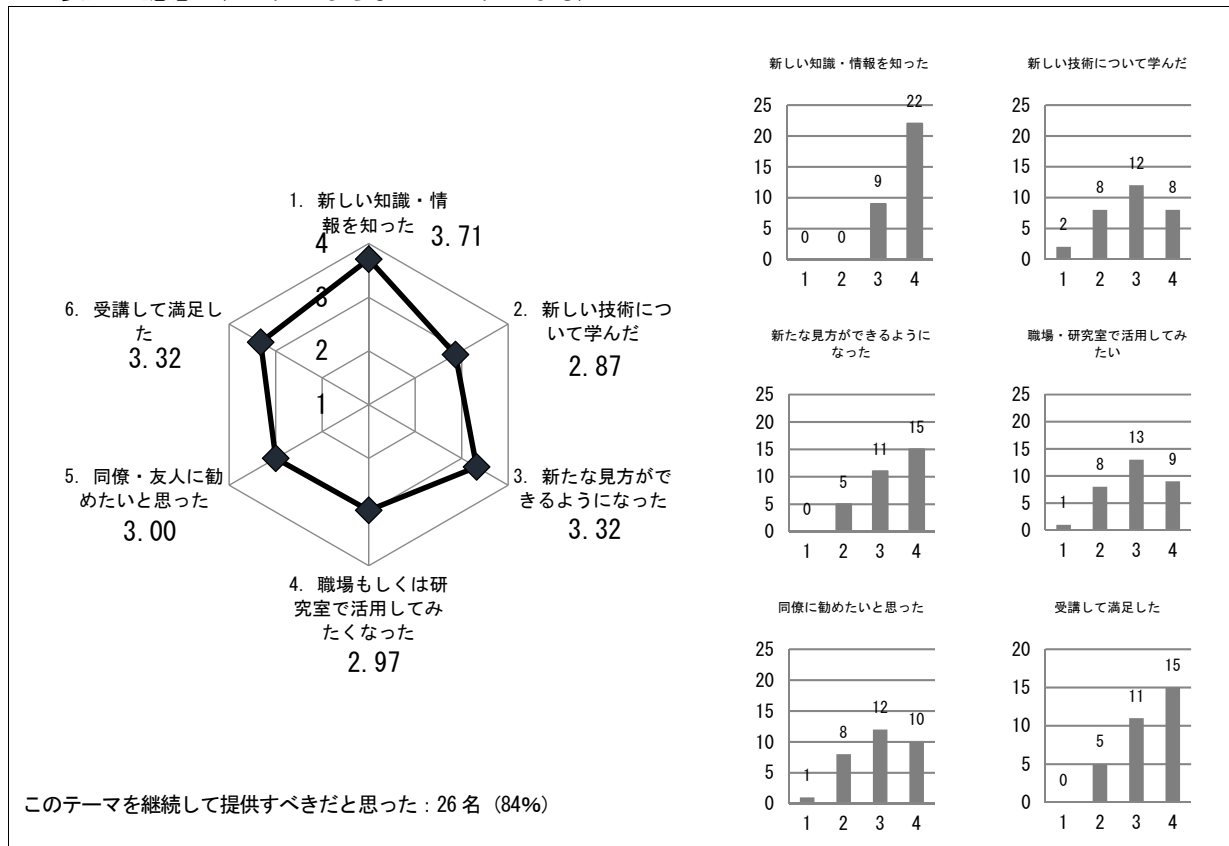 1. 新しい知識・情
報を知った
3.71
2. 新しい技術につ
いて学んだ
2.87
3. 新たな見方がで
きるようになった
3.32
4. 職場もしくは研
究室で活用してみ
たくなった
2.97
5. 同僚・友人に勧
めたいと思った
3.00
6. 受講して満足し
た
3.32
4
3
2
1
このテーマを継続して提供すべきだと思った:26名(84%)
新しい知識・情報を知った
25
20
15
10
5
0
0
0
9
22
1 2 3 4
新しい技術について学んだ
25
20
15
10
5
0
2
8
12
8
1 2 3 4
新たな見方ができるように
なった
25
20
15
10
5
0
0
5
11
15
1 2 3 4
職場・研究室で活用してみ
たい
25
20
15
10
5
0
1
8
13
9
1 2 3 4
同僚に勧めたいと思った
25
20
15
10
5
0
1
8
12
10
1 2 3 4
受講して満足した
20
15
10
5
0
0
5
11
15
1 2 3 4